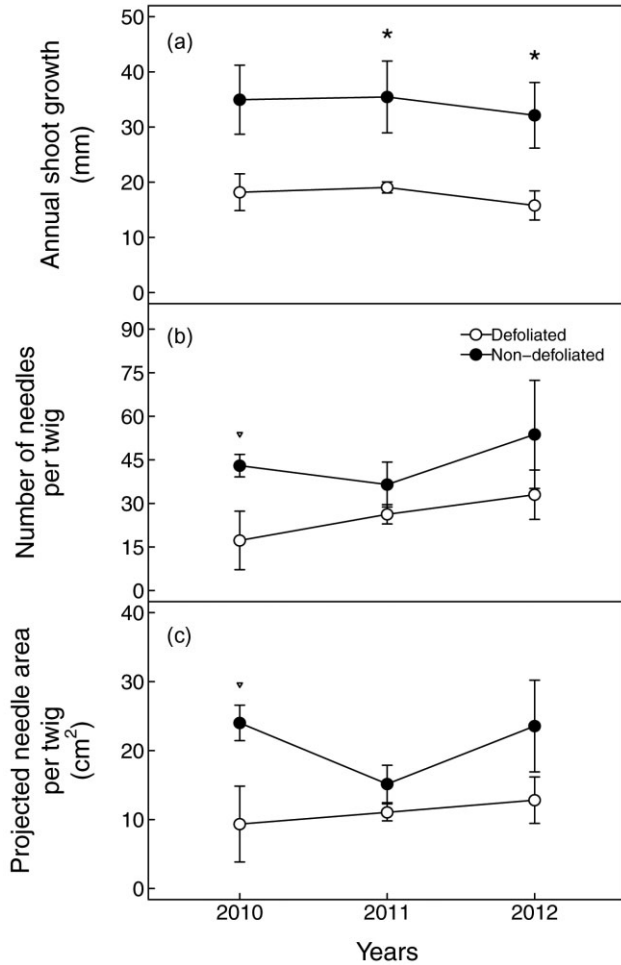 50
(a)
*
*
40
30
20
10
0
Annual shoot growth
(mm)
90
(b)
Defoliated
Non−defoliated
75
60
45
30
15
0
Number of needles
per twig
40
(c)
30
20
10
0
Projected needle area
per twig
(cm²)
2010
2011
2012
Years